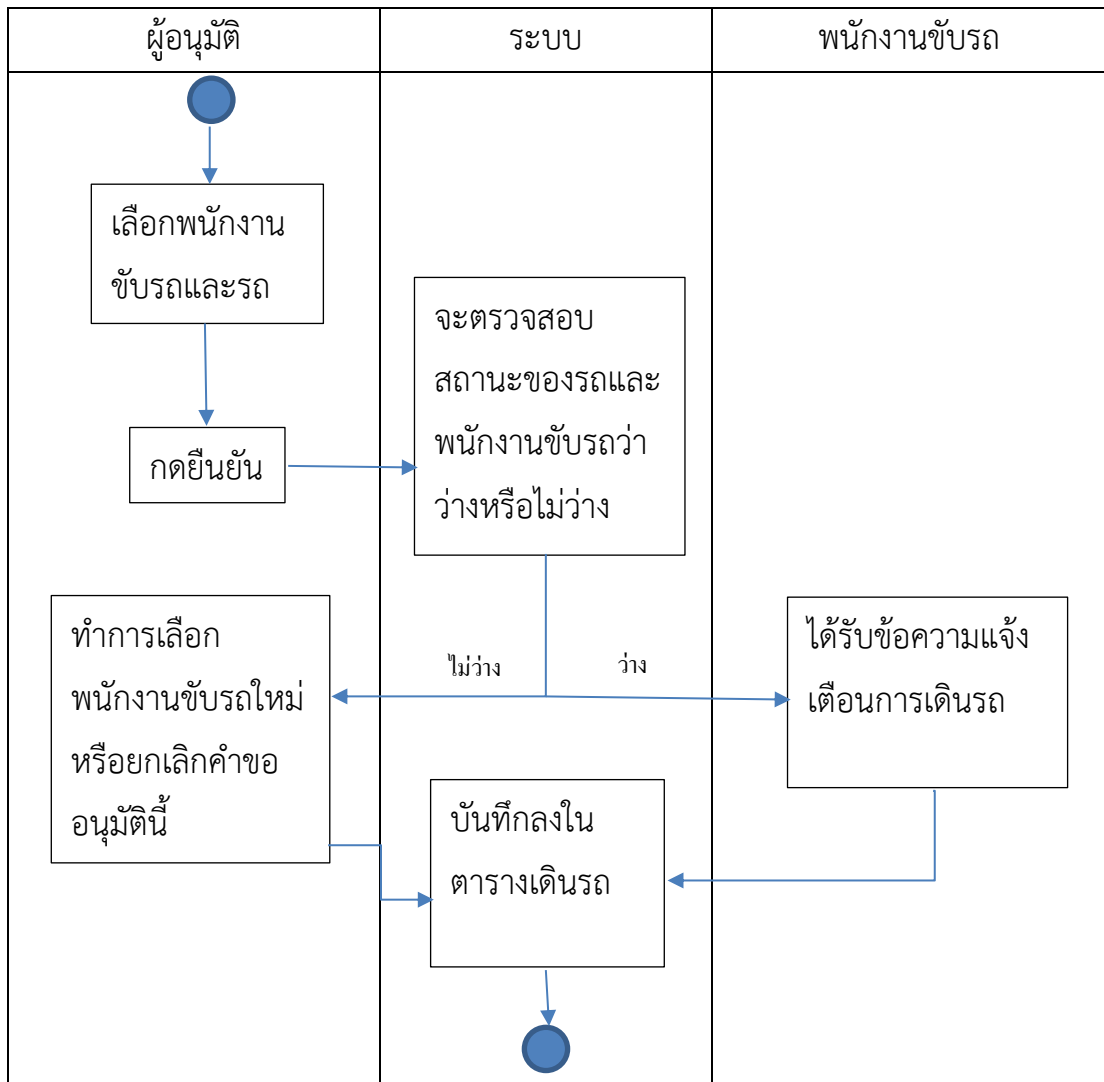 ผู้อนุมัติ
ระบบ
พนักงานขับรถ
เลือกพนักงาน
ขับรถและรถ
กดยืนยัน
จะตรวจสอบ
สถานะของรถและ
พนักงานขับรถว่า
ว่างหรือไม่ว่าง
ไม่ว่าง
ว่าง
ทำการเลือก
พนักงานขับรถใหม่
หรือยกเลิกคำขอ
อนุมัตินี้
ได้รับข้อความแจ้ง
เตือนการเดินรถ
บันทึกลงใน
ตารางเดินรถ